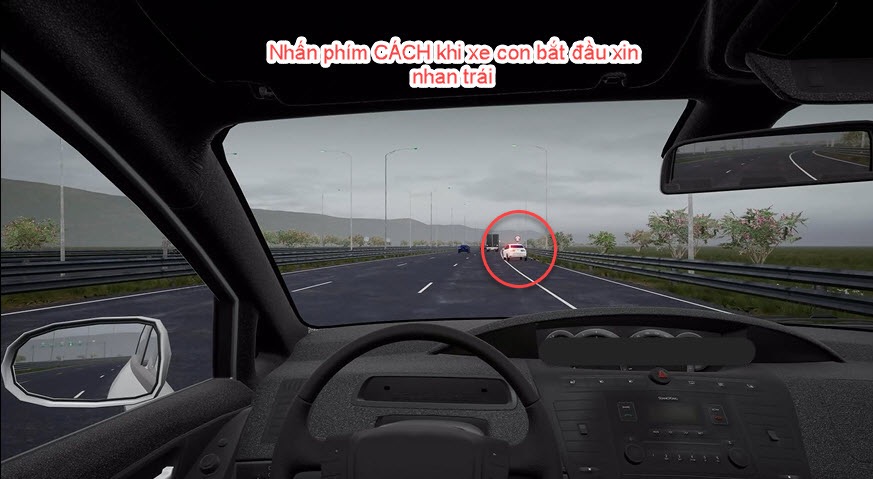 Nhấn phím CÁCH khi xe con bắt đầu xin
nhan trái